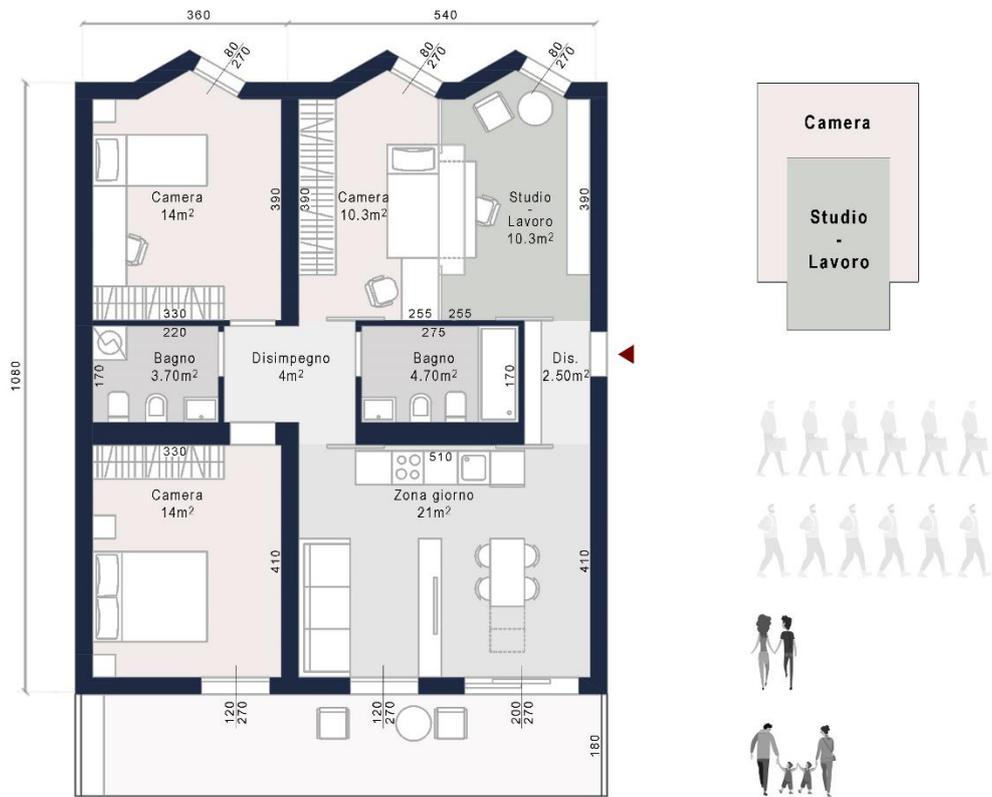 360
540
80
270
80
270
80
270
1080
Camera
14m²
390
390
Camera
10.3m²
Studio
-
Lavoro
10.3m²
390
330
255
255
220
275
Bagno
3.70m²
170
Disimpegno
4m²
Bagno
4.70m²
170
Dis.
2.50m²
330
510
Camera
14m²
Zona giorno
21m²
410
410
120
270
120
270
200
270
180
Camera
Studio
-
Lavoro